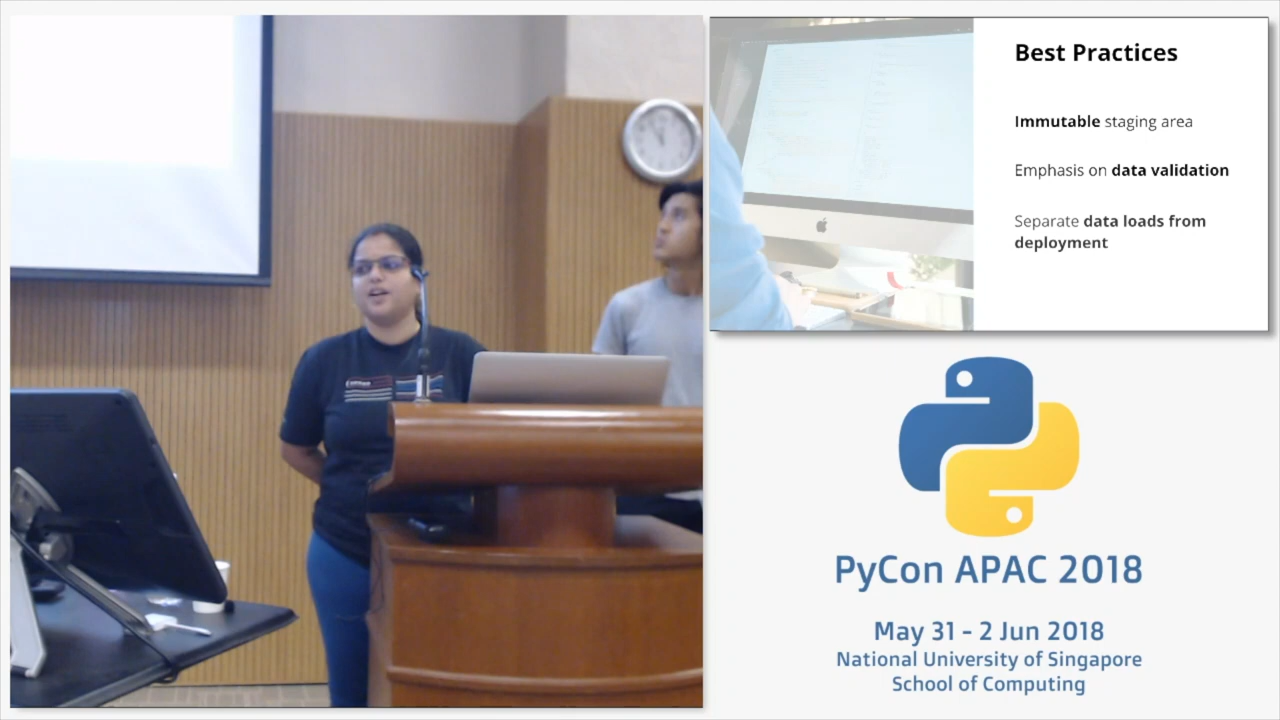 Best Practices
Immutable staging area
Emphasis on data validation
Separate data loads from
deployment
PyCon APAC 2018
May 31 - 2 Jun 2018
National University of Singapore
School of Computing